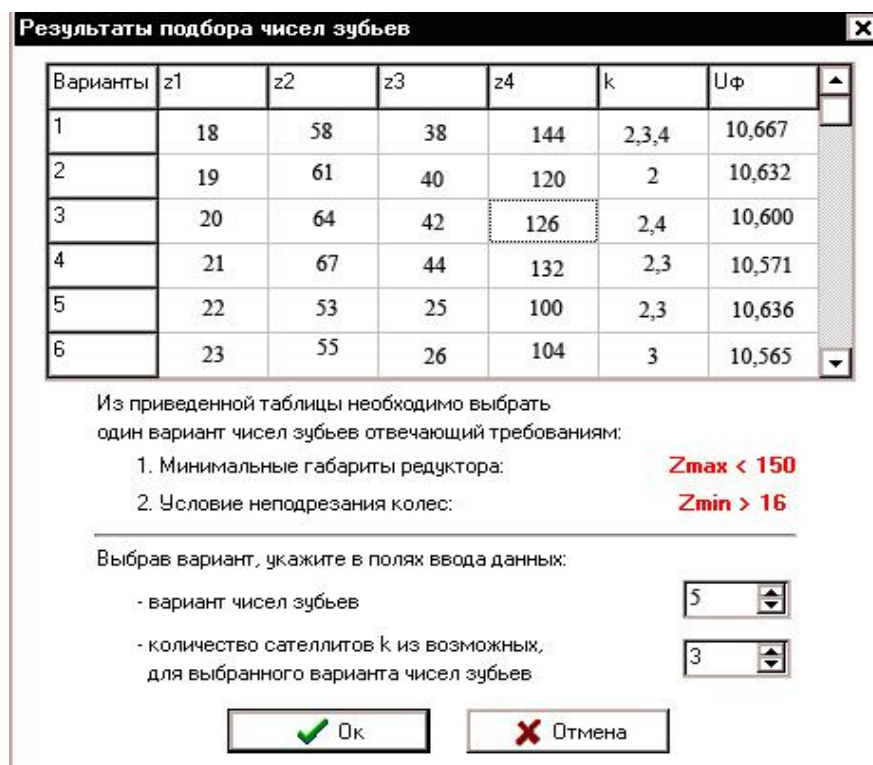 Результаты подбора чисел зубьев
Варианты z1 z2 z3 z4 k Uф
1 18 58 38 144 2,3,4 10,667
2 19 61 40 120 2 10,632
3 20 64 42 126 2,4 10,600
4 21 67 44 132 2,3 10,571
5 22 53 25 100 2,3 10,636
6 23 55 26 104 3 10,565
Из приведенной таблицы необходимо выбрать
один вариант чисел зубьев отвечающий требованиям:
1. Минимальные габариты редуктора: Zmax < 150
2. Условие неподрезания колес: Zmin > 16
Выбрав вариант, укажите в полях ввода данных:
- вариант чисел зубьев 5
- количество сателлитов k из возможных,
для выбранного варианта чисел зубьев 3
Ок Отмена